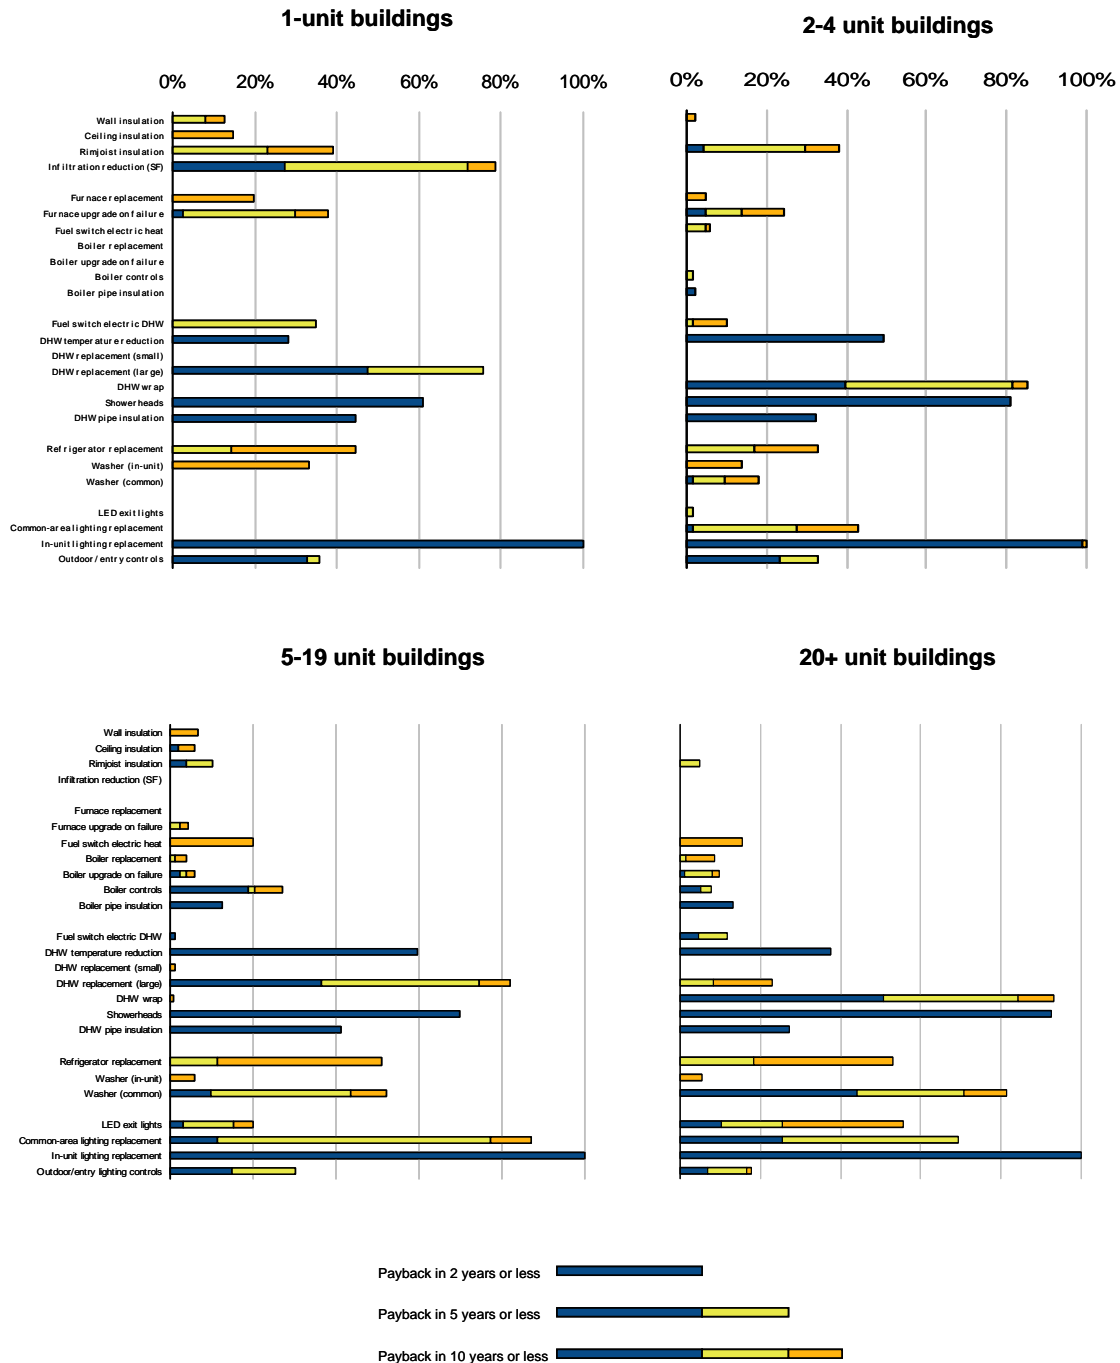 1-unit buildings
2-4 unit buildings
0% 20% 40% 60% 80% 100%
0% 20% 40% 60% 80% 100%
Wall insulation
Ceiling insulation
Rimjoist insulation
Infiltration reduction (SF)
Furnace replacement
Furnace upgrade on failure
Fuel switch electric heat
Boiler replacement
Boiler upgrade on failure
Boiler controls
Boiler pipe insulation
Fuel switch electric DHW
DHW temperature reduction
DHW replacement (small)
DHW replacement (large)
DHW wrap
Shower heads
DHW pipe insulation
Refrigerator replacement
Washer (in-unit)
Washer (common)
LED exit lights
Common-area lighting replacement
In-unit lighting replacement
Outdoor/entry controls
5-19 unit buildings
20+ unit buildings
Wall insulation
Ceiling insulation
Rimjoist insulation
Infiltration reduction (SF)
Furnace replacement
Furnace upgrade on failure
Fuel switch electric heat
Boiler replacement
Boiler upgrade on failure
Boiler controls
Boiler pipe insulation
Fuel switch electric DHW
DHW temperature reduction
DHW replacement (small)
DHW replacement (large)
DHW wrap
Showerheads
DHW pipe insulation
Refrigerator replacement
Washer (in-unit)
Washer (common)
LED exit lights
Common-area lighting replacement
In-unit lighting replacement
Outdoor/entry lighting controls
Payback in 2 years or less
Payback in 5 years or less
Payback in 10 years or less